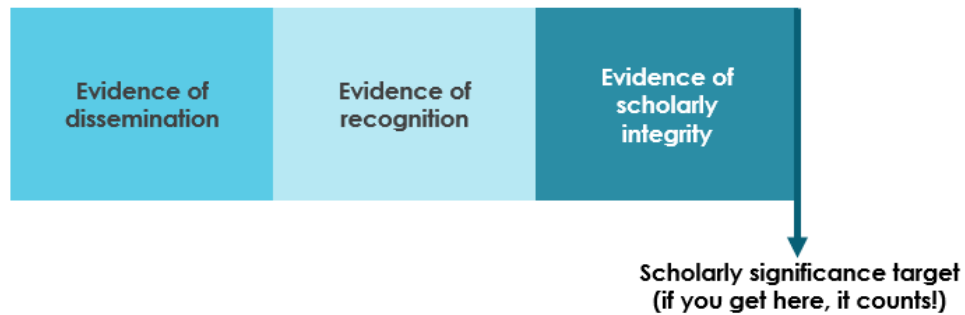 Evidence of
dissemination
Evidence of
recognition
Evidence of
scholarly
integrity
Scholarly significance target
(if you get here, it counts!)